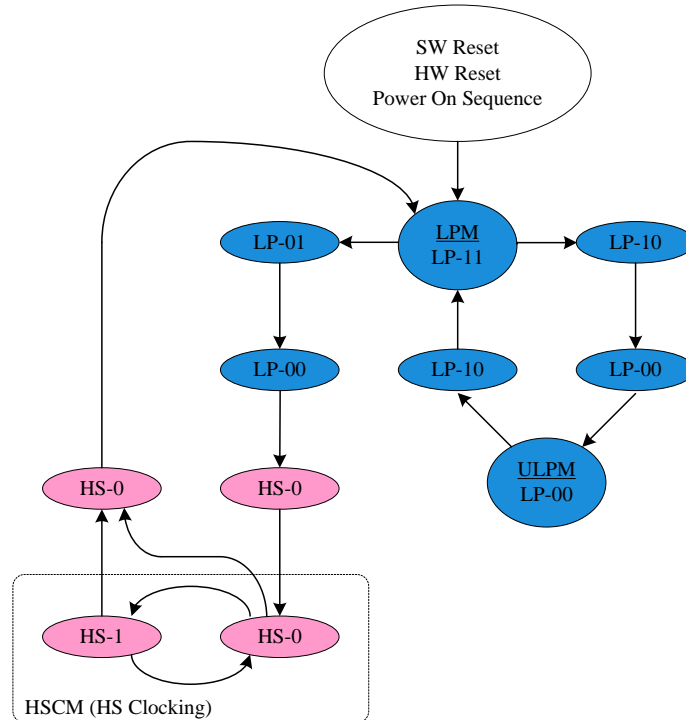 SW Reset
HW Reset
Power On Sequence
LP-01
LPM
LP-11
LP-10
LP-00
LP-10
LP-00
ULPM
LP-00
HS-0
HS-0
HS-1
HS-0
HSCM (HS Clocking)